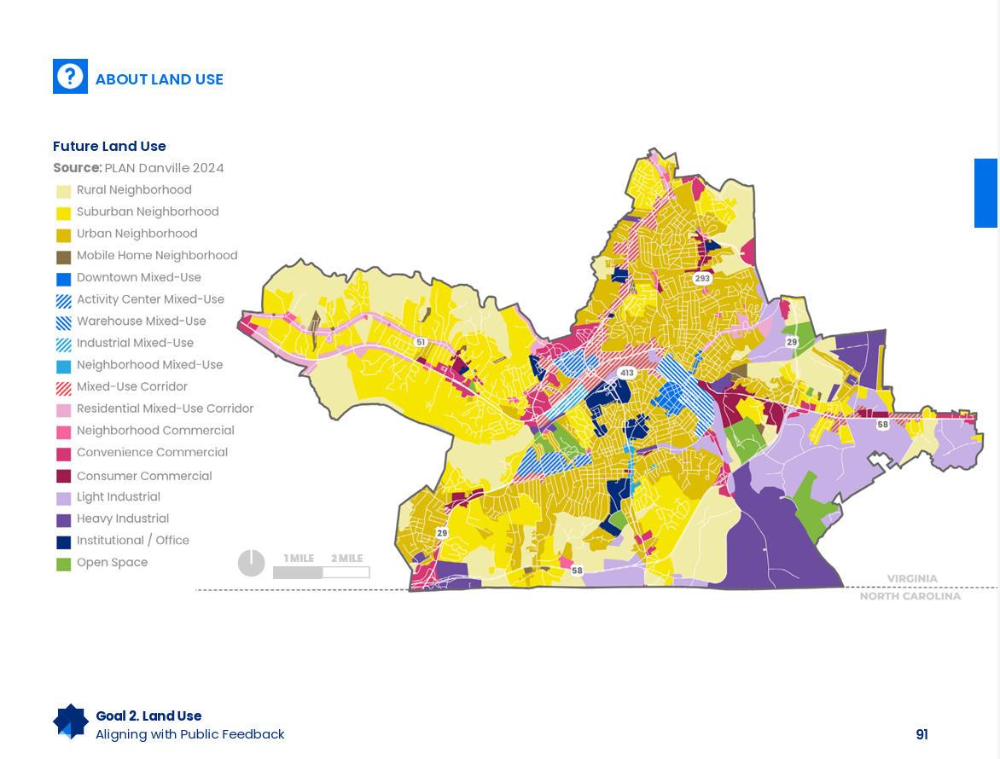 ?
ABOUT LAND USE
Future Land Use
Source: PLAN Danville 2024
Rural Neighborhood
Suburban Neighborhood
Urban Neighborhood
Mobile Home Neighborhood
Downtown Mixed-Use
Activity Center Mixed-Use
Warehouse Mixed-Use
Industrial Mixed-Use
Neighborhood Mixed-Use
Mixed-Use Corridor
Residential Mixed-Use Corridor
Neighborhood Commercial
Convenience Commercial
Consumer Commercial
Light Industrial
Heavy Industrial
Institutional / Office
Open Space
293
51
29
413
58
29
58
1 MILE 2 MILE
VIRGINIA
NORTH CAROLINA
Goal 2. Land Use
Aligning with Public Feedback
91